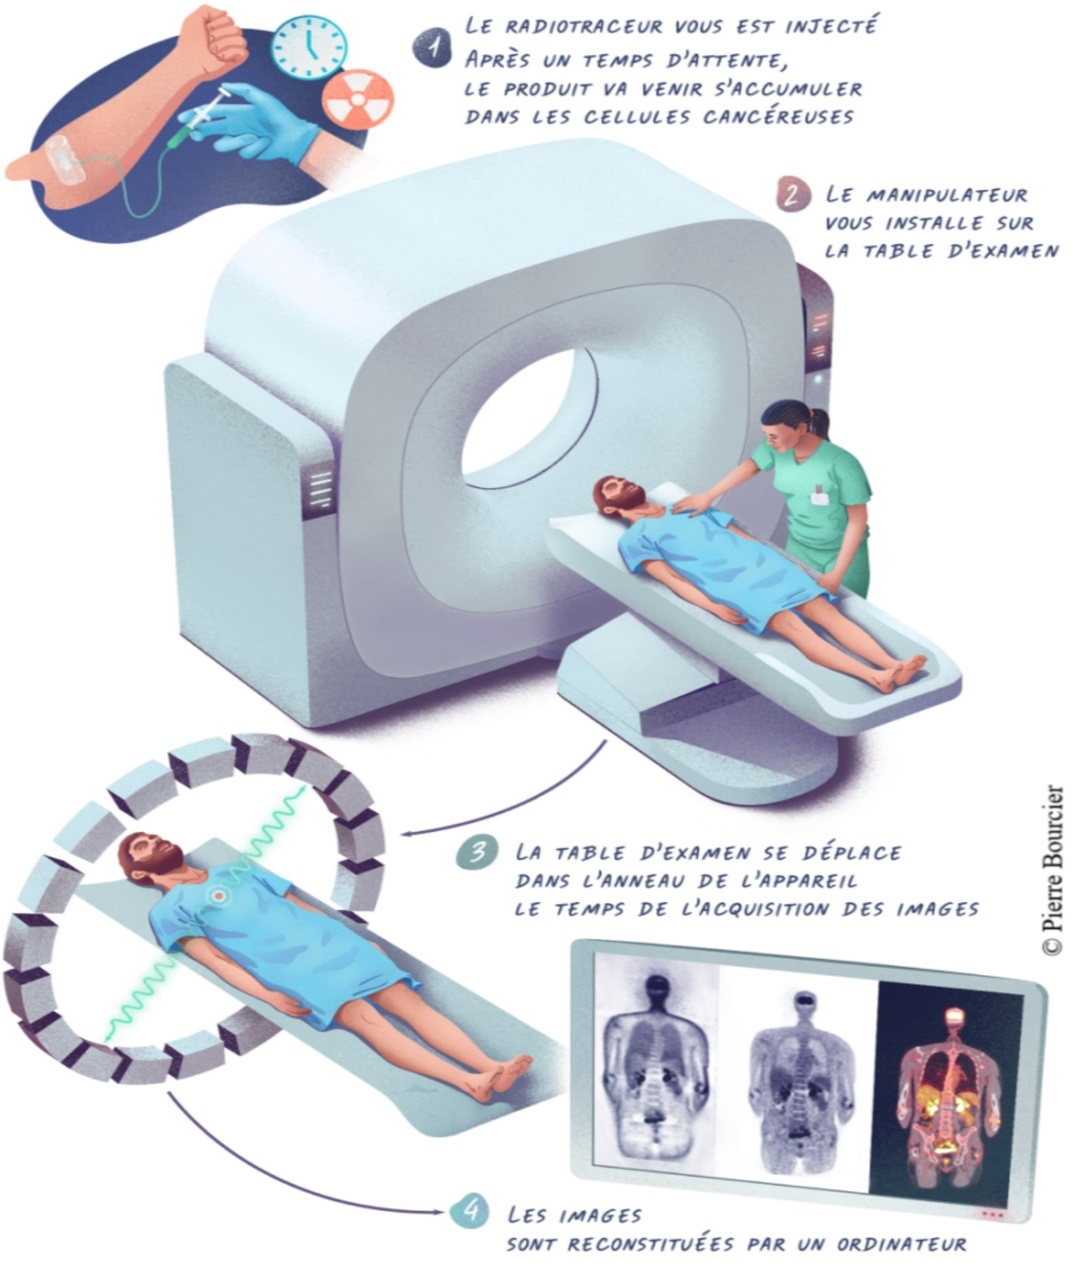 1
LE RADIOTRACEUR VOUS EST INJECTÉ
APRÈS UN TEMPS D'ATTENTE,
LE PRODUIT VA VENIR S'ACCUMULER
DANS LES CELLULES CANCÉREUSES
2
LE MANIPULATEUR
VOUS INSTALLE SUR
LA TABLE D'EXAMEN
3
LA TABLE D'EXAMEN SE DÉPLACE
DANS L'ANNEAU DE L'APPAREIL
LE TEMPS DE L'ACQUISITION DES IMAGES
© Pierre Bourcier
4
LES IMAGES
SONT RECONSTITUÉES PAR UN ORDINATEUR